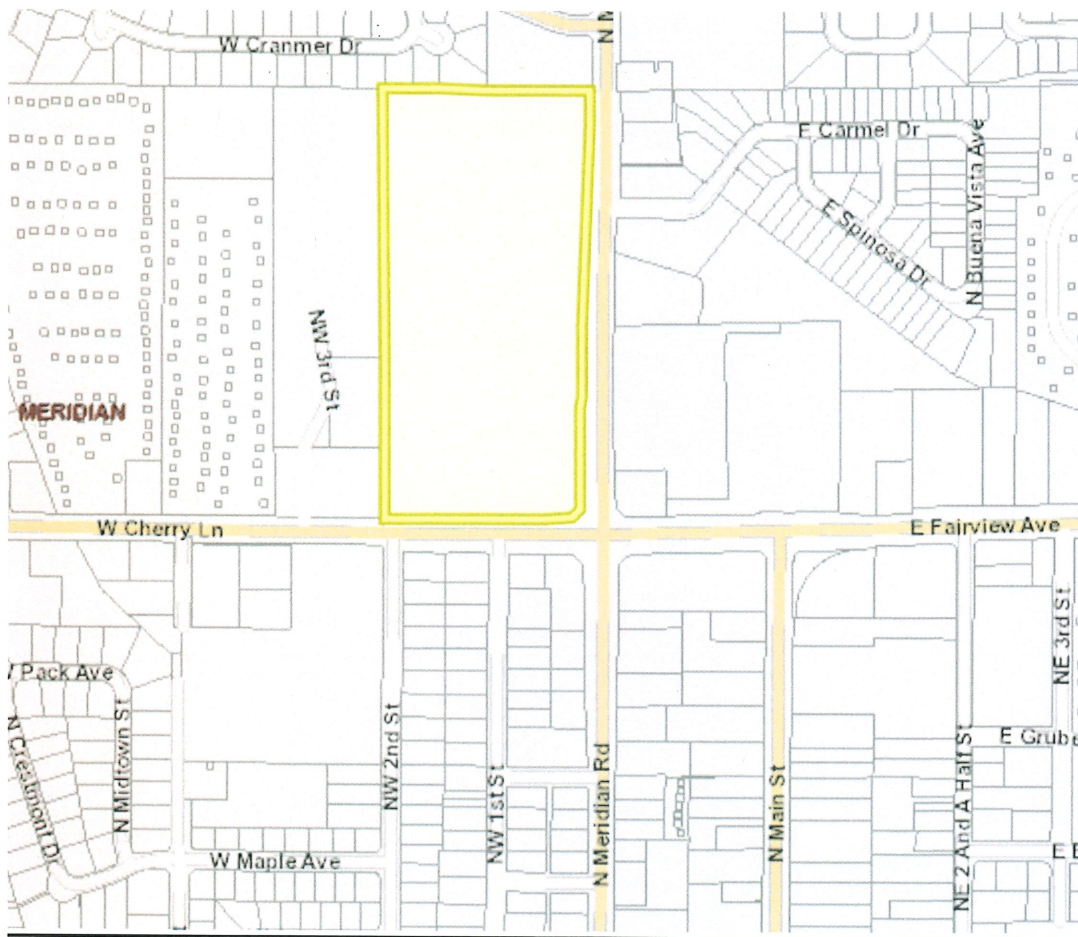 W Cranmer Dr
N M
E Carmel Dr
N Buena Vista Ave
E Spinosa Dr
NW 3rd St
MERIDIAN
W Cherry Ln
E Fairview Ave
NE 3rd St
Pack Ave
N Crestmont Dr
N Midtown St
NW 2nd St
NW 1st St
N Meridian Rd
N Main St
NE 2 And A Half St
E Grube
W Maple Ave
E E